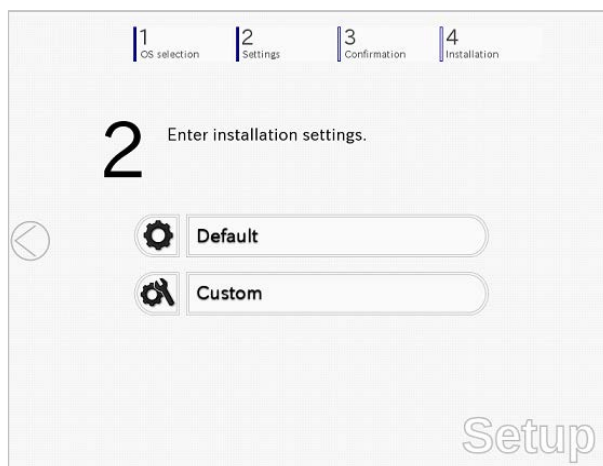 1 2 3 4
OS selection Settings Confirmation Installation
2 Enter installation settings.
Default
Custom
Setup